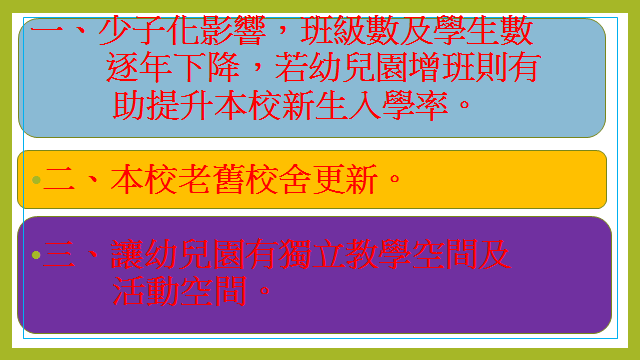 一、少子化影響，班級數及學生數
逐年下降，若幼兒園增班則有
助提升本校新生入學率。
•二、本校老舊校舍更新。
•三、讓幼兒園有獨立教學空間及
活動空間。